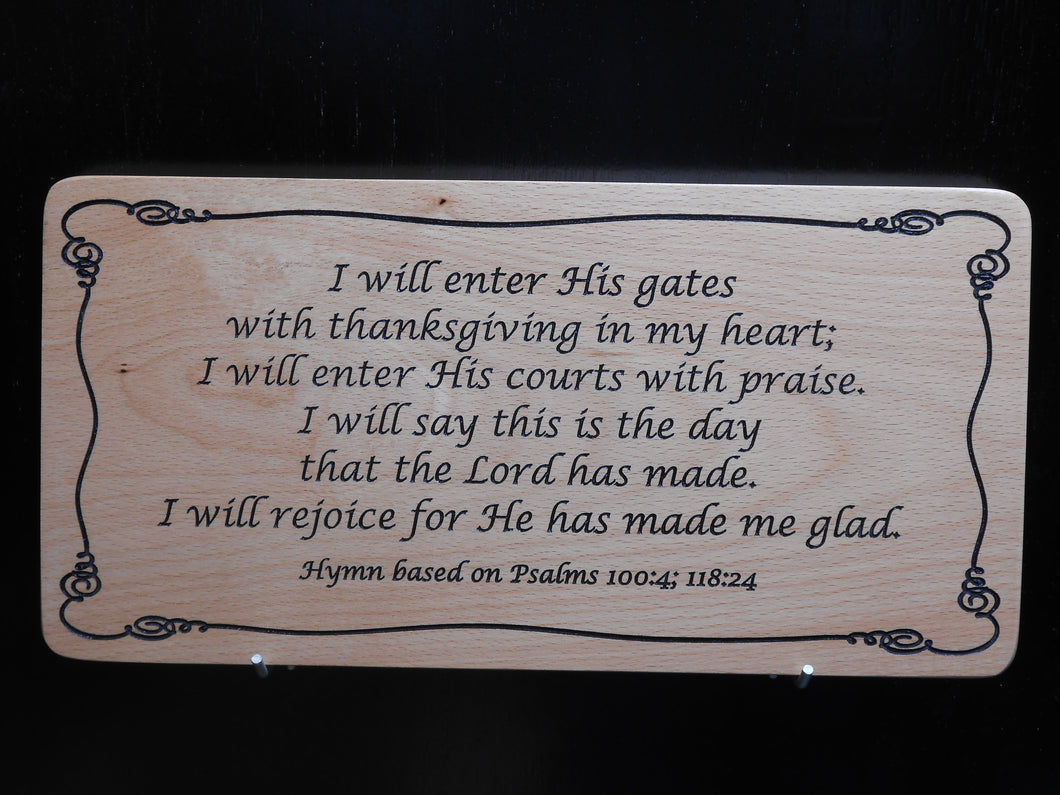 I will enter His gates
with thanksgiving in my heart;
I will enter His courts with praise.
I will say this is the day
that the Lord has made.
I will rejoice for He has made me glad.
Hymn based on Psalms 100:4; 118:24